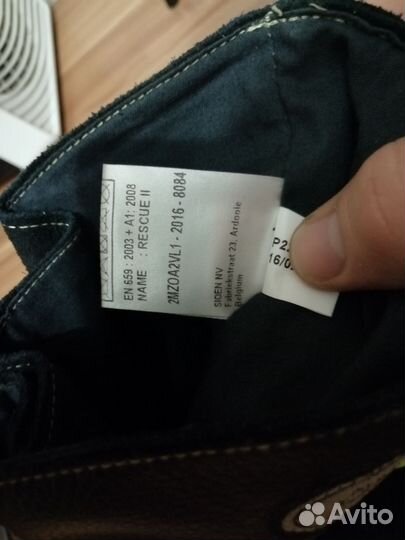 EN 659 : 2003 + A1: 2008
NAME : RESCUE II
2MZOA2VL1 - 2016 - 8084
SIOEN NV
Fabriekstraat 23, Ardooie
Belgium
16/0
Avito